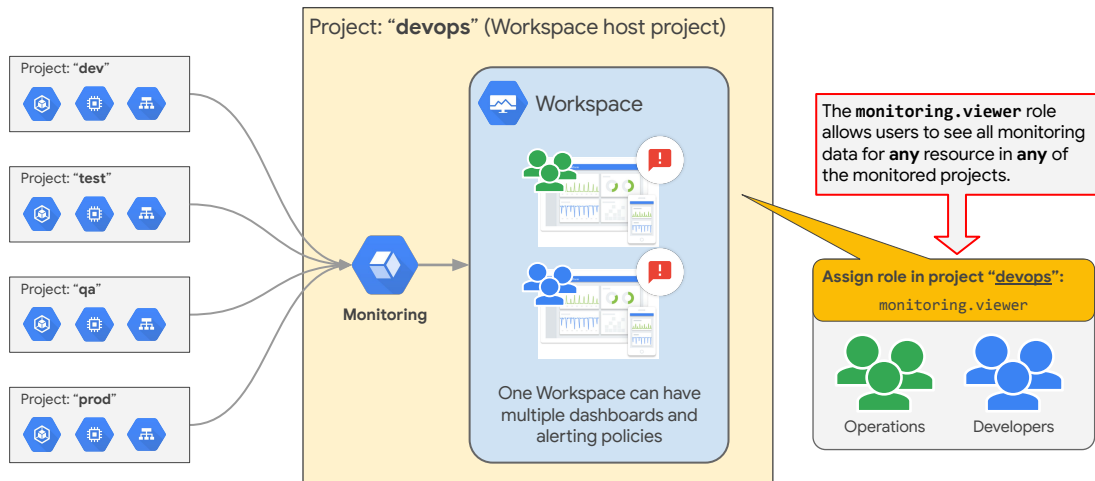 Project: “devops” (Workspace host project)
Project: “dev”
Project: “test”
Project: “qa”
Project: “prod”
Monitoring
Workspace
One Workspace can have
multiple dashboards and
alerting policies
The monitoring.viewer role
allows users to see all monitoring
data for any resource in any of
the monitored projects.
Assign role in project “devops”:
monitoring.viewer
Operations
Developers